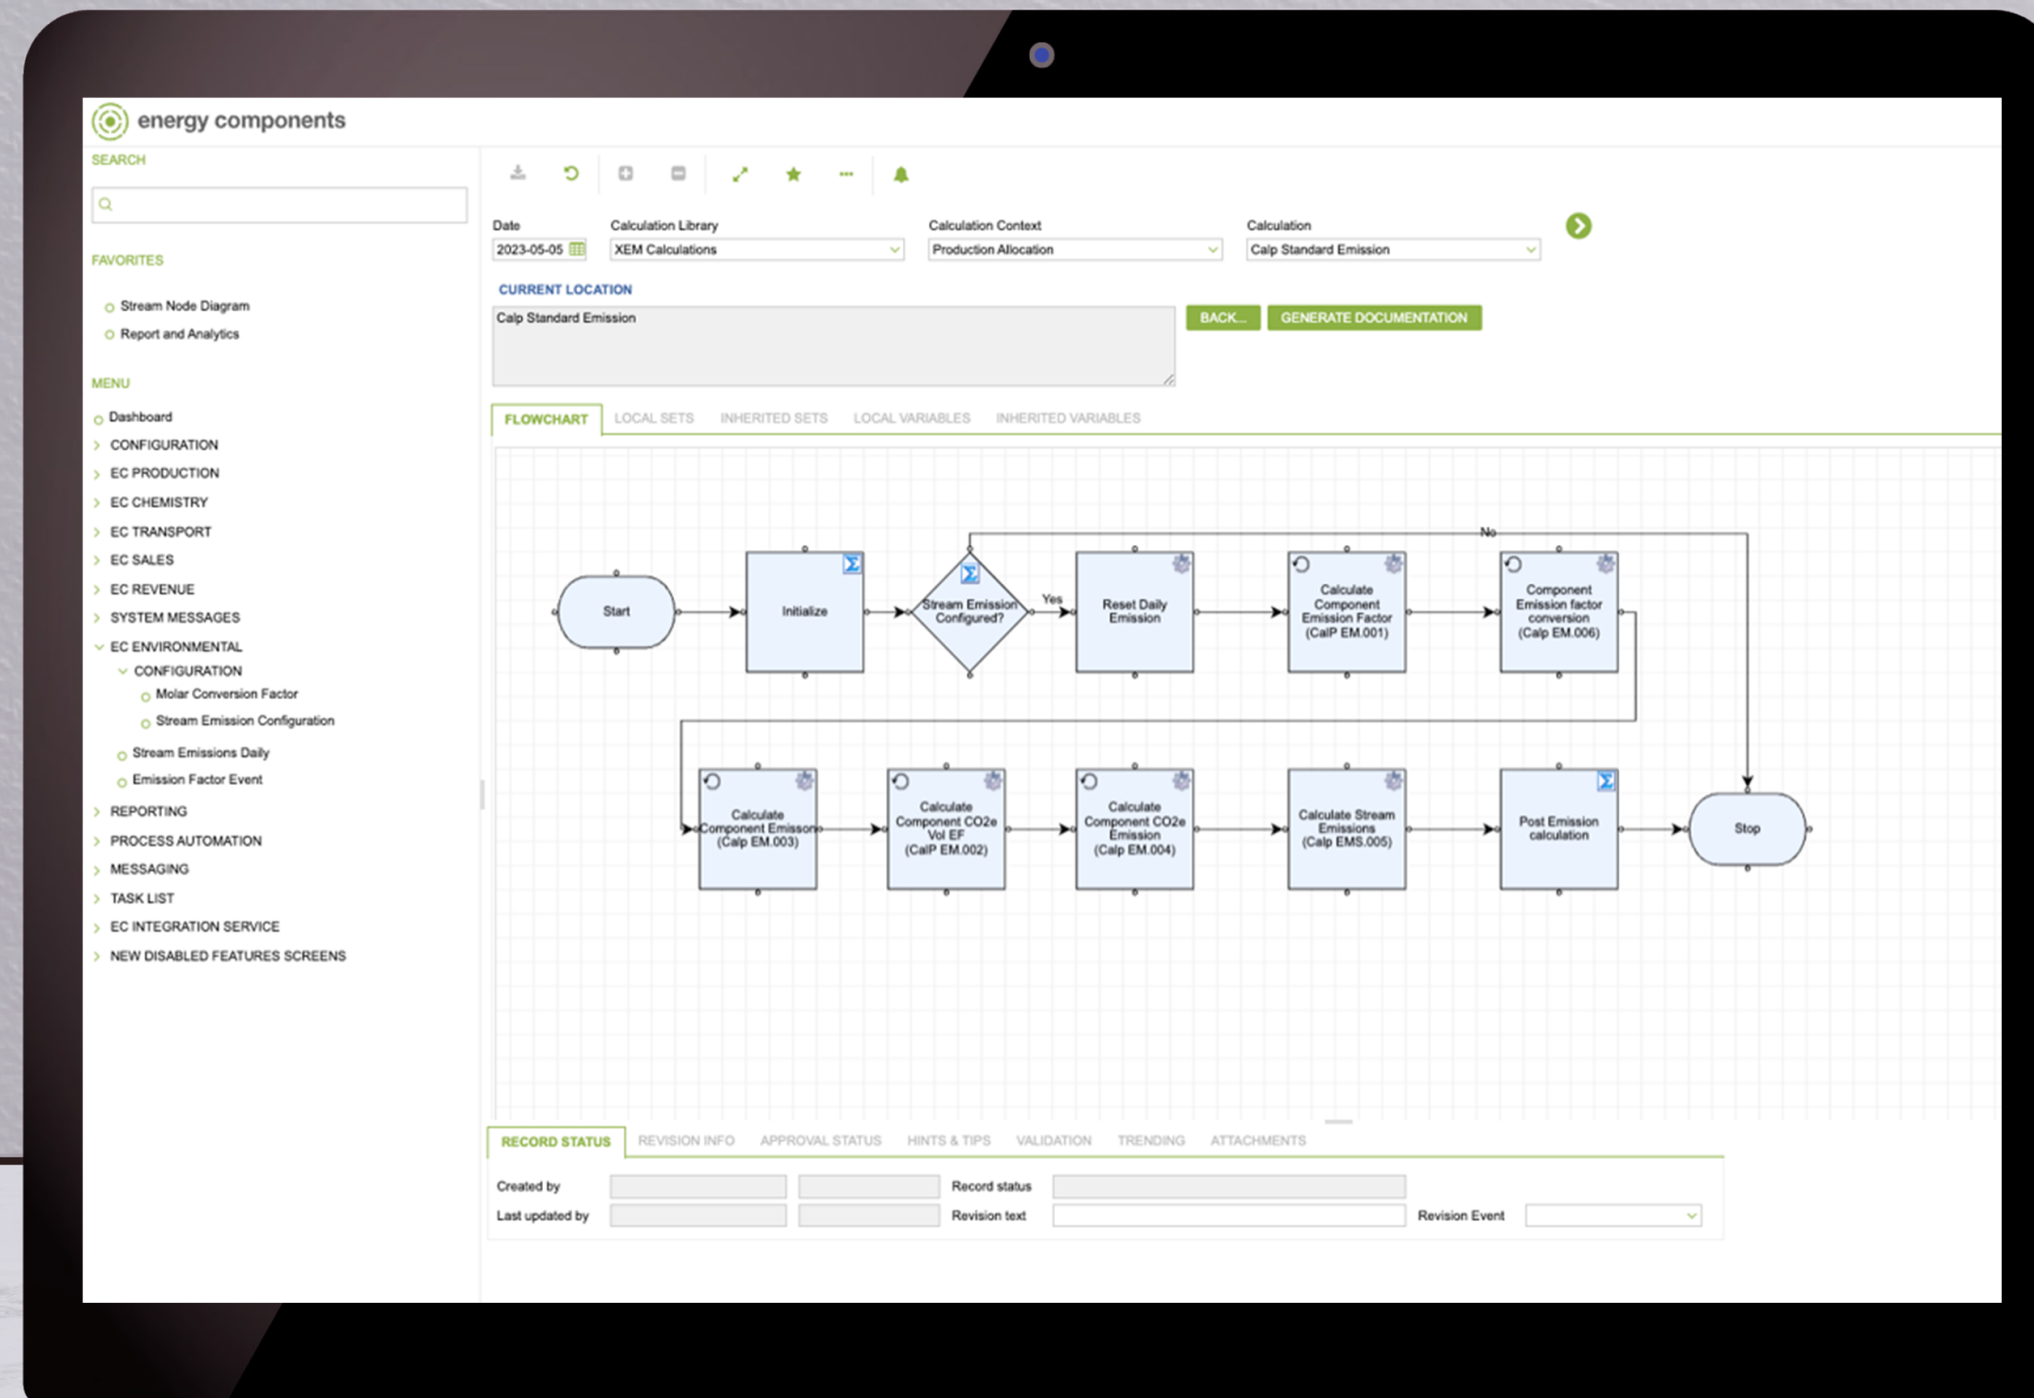 energy components
SEARCH
FAVORITES
Stream Node Diagram
Report and Analytics
MENU
Dashboard
CONFIGURATION
EC PRODUCTION
EC CHEMISTRY
EC TRANSPORT
EC SALES
EC REVENUE
SYSTEM MESSAGES
EC ENVIRONMENTAL
CONFIGURATION
Molar Conversion Factor
Stream Emission Configuration
Stream Emissions Daily
Emission Factor Event
REPORTING
PROCESS AUTOMATION
MESSAGING
TASK LIST
EC INTEGRATION SERVICE
NEW DISABLED FEATURES SCREENS
Date
Calculation Library
Calculation Context
Calculation
2023-05-05
XEM Calculations
Production Allocation
Calp Standard Emission
CURRENT LOCATION
Calp Standard Emission
BACK...
GENERATE DOCUMENTATION
FLOWCHART
LOCAL SETS
INHERITED SETS
LOCAL VARIABLES
INHERITED VARIABLES
No
Start
Initialize
Stream Emission
Configured?
Yes
Reset Daily
Emission
Calculate
Component
Emission Factor
(CalP EM.001)
Component
Emission factor
conversion
(Calp EM.006)
Calculate
Component Emisson
(Calp EM.003)
Calculate
Component CO2e
Vol EF
(CalP EM.002)
Calculate
Component CO2e
Emission
(Calp EM.004)
Calculate Stream
Emissions
(Calp EMS.005)
Post Emission
calculation
Stop
RECORD STATUS
REVISION INFO
APPROVAL STATUS
HINTS & TIPS
VALIDATION
TRENDING
ATTACHMENTS
Created by
Record status
Last updated by
Revision text
Revision Event